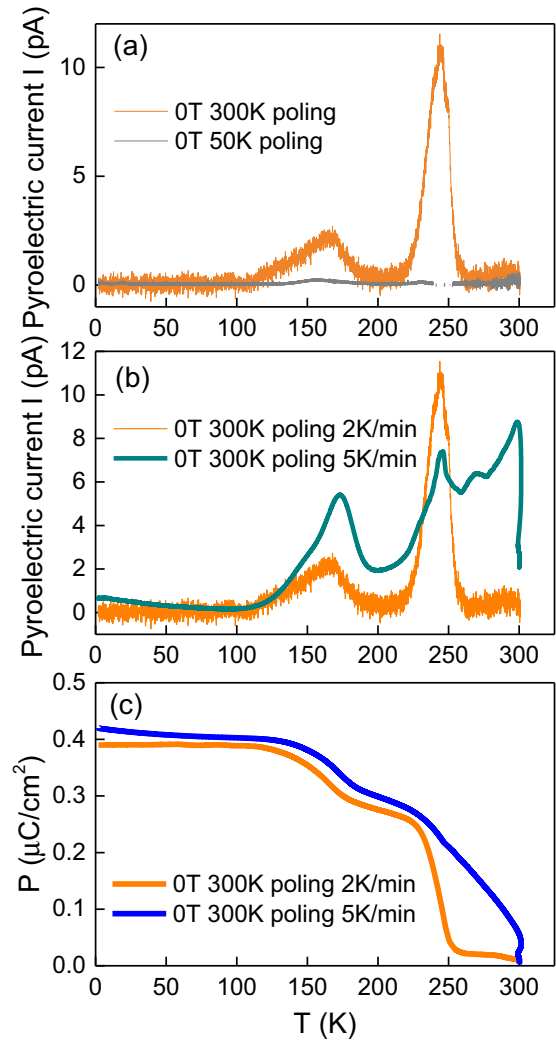 (a)
Pyroelectric current I (pA)
10
5
0
0T 300K poling
0T 50K poling
0 50 100 150 200 250 300
(b)
Pyroelectric current I (pA)
12
10
8
6
4
2
0
0T 300K poling 2K/min
0T 300K poling 5K/min
0 50 100 150 200 250 300
(c)
P (μC/cm²)
0.5
0.4
0.3
0.2
0.1
0.0
0T 300K poling 2K/min
0T 300K poling 5K/min
0 50 100 150 200 250 300
T (K)